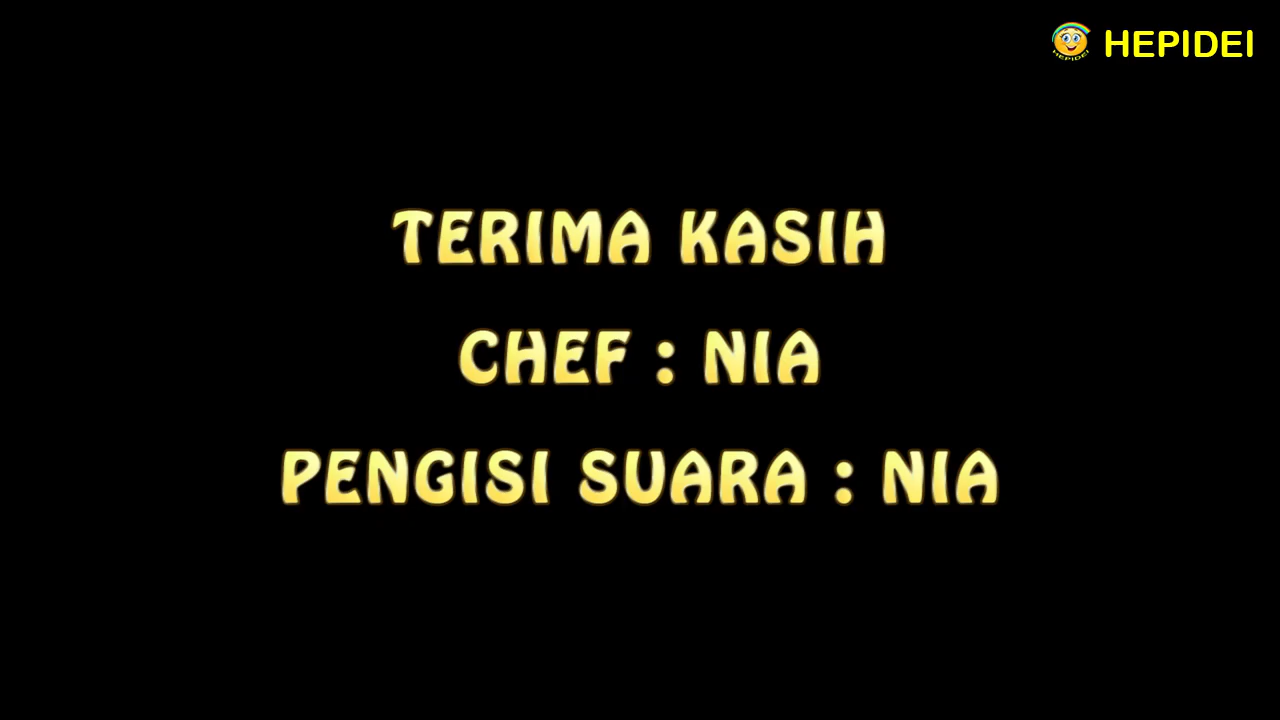 HEPIDEI
TERIMA KASIH
CHEF : NIA
PENGISI SUARA : NIA